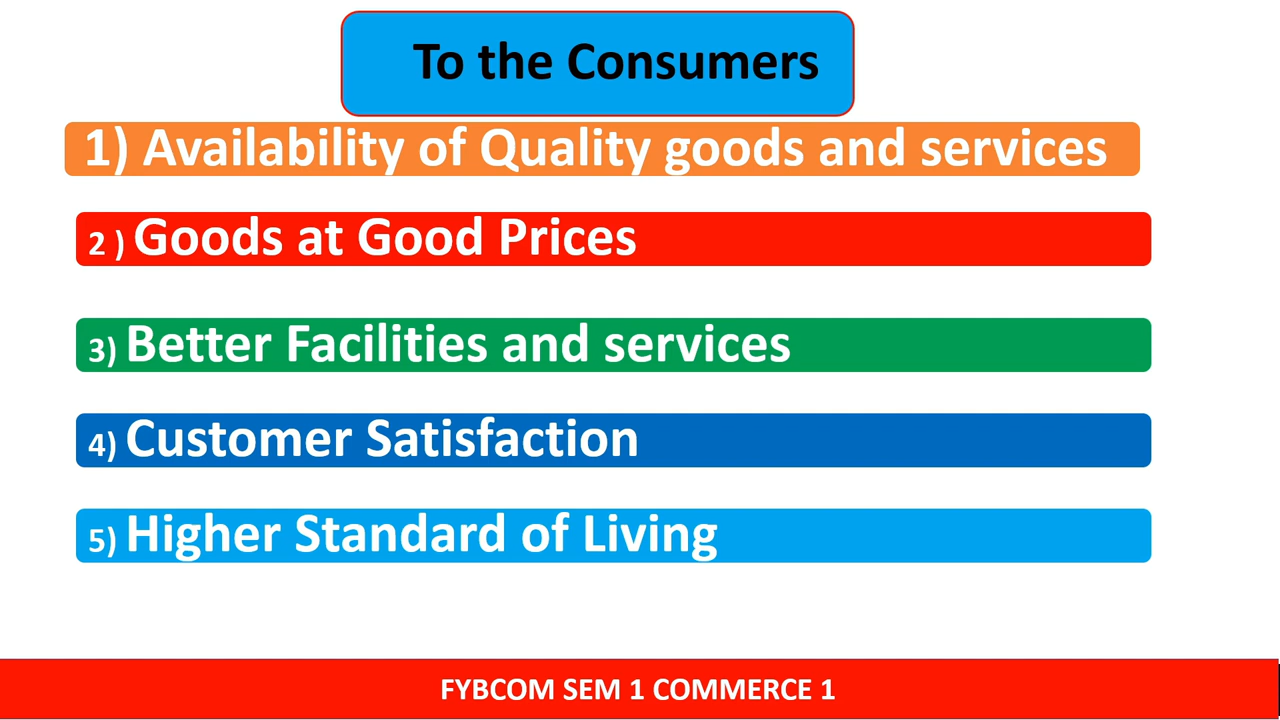 To the Consumers
1) Availability of Quality goods and services
2 ) Goods at Good Prices
3) Better Facilities and services
4) Customer Satisfaction
5) Higher Standard of Living
FYBCOM SEM 1 COMMERCE 1